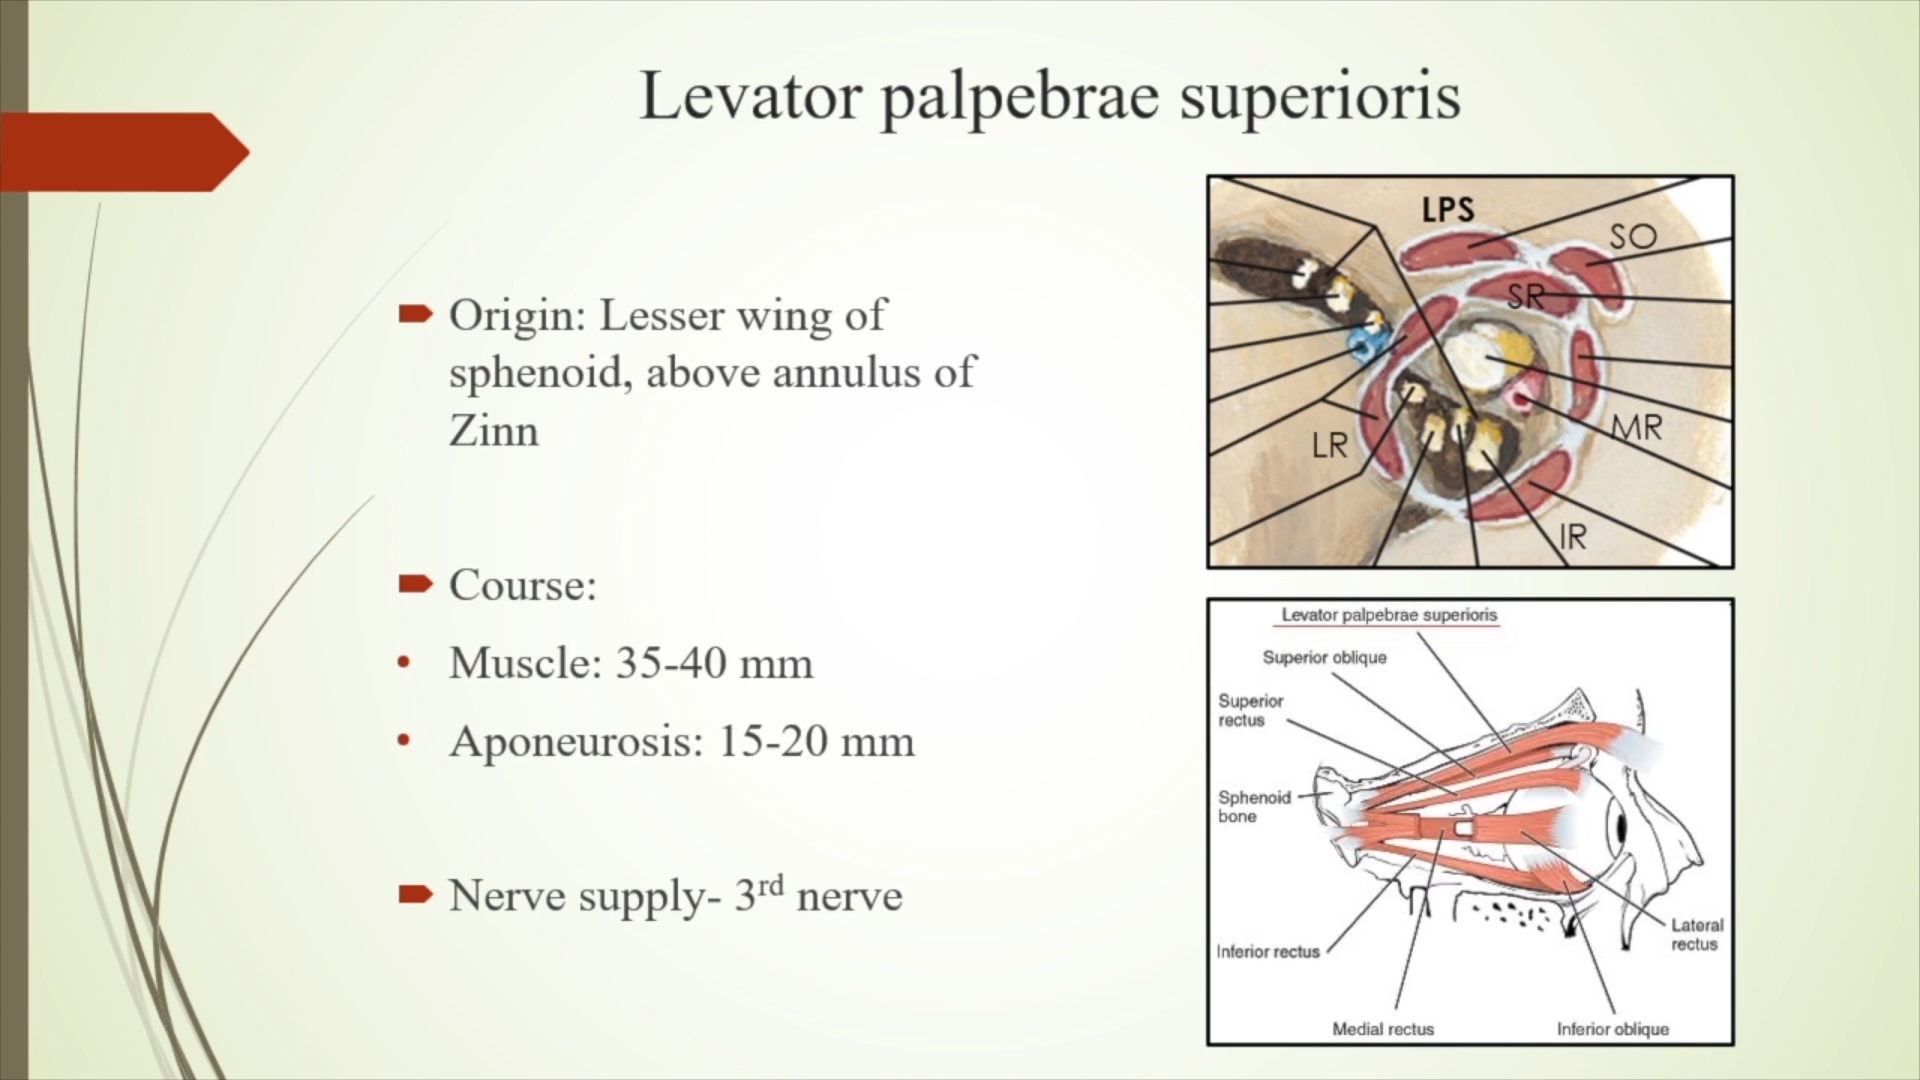 Levator palpebrae superioris
Origin: Lesser wing of
sphenoid, above annulus of
Zinn
Course:
Muscle: 35-40 mm
Aponeurosis: 15-20 mm
Nerve supply- 3rd nerve
LPS
SO
SR
MR
LR
IR
Levator palpebrae superioris
Superior oblique
Superior
rectus
Sphenoid
bone
Lateral
rectus
Inferior rectus
Medial rectus
Inferior oblique